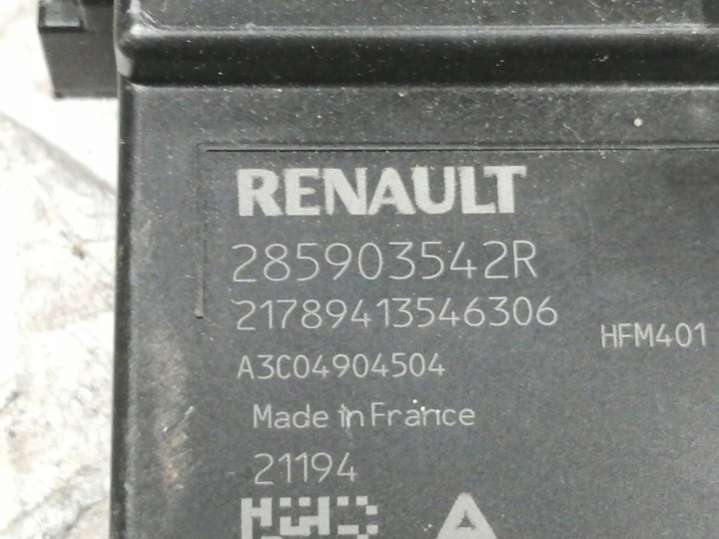 RENAULT
285903542R
21789413546306
HFM401
A3C04904504
Made in France
21194